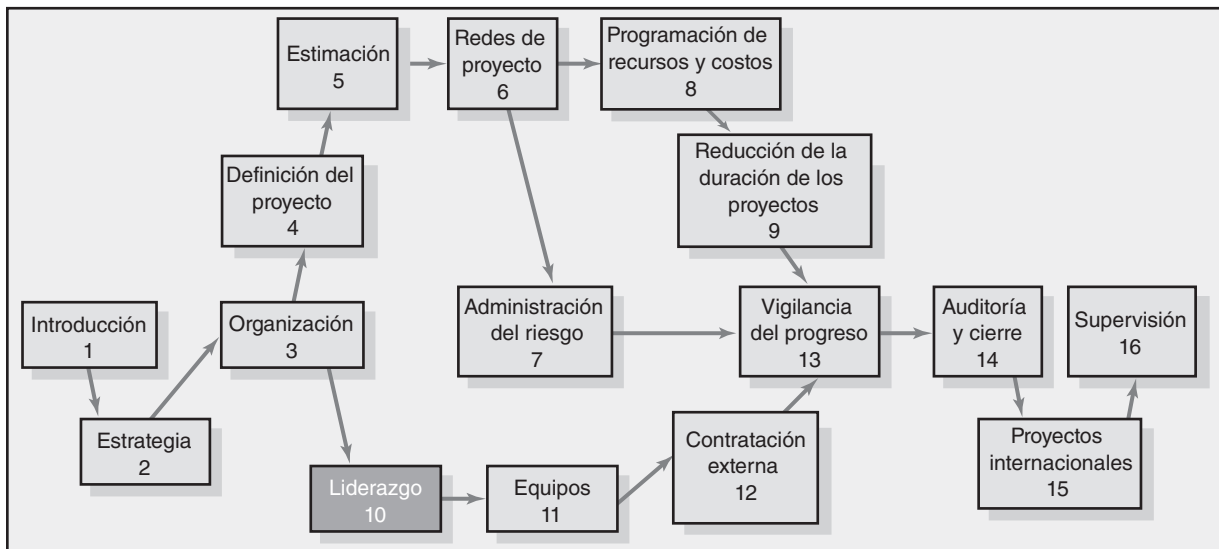 Introducción
1
Estrategia
2
Organización
3
Definición del
proyecto
4
Estimación
5
Redes de
proyecto
6
Administración
del riesgo
7
Programación de
recursos y costos
8
Reducción de la
duración de los
proyectos
9
Liderazgo
10
Equipos
11
Contratación
externa
12
Vigilancia
del progreso
13
Auditoría
y cierre
14
Proyectos
internacionales
15
Supervisión
16